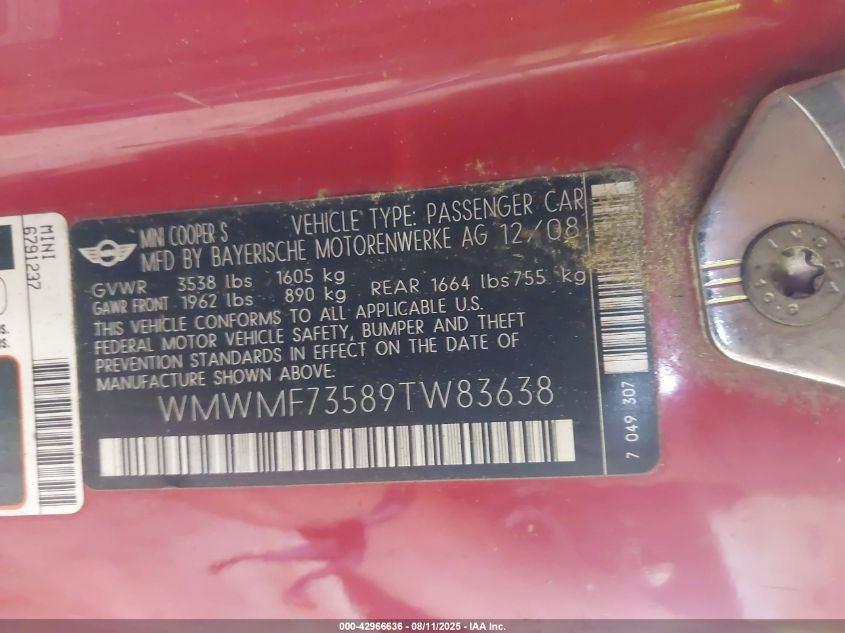 MINI
6791237
MINI COOPER S
VEHICLE TYPE: PASSENGER CAR
MFD BY BAYERISCHE MOTORENWERKE AG 12/08
GVWR 3538 lbs 1605 kg
GAWR FRONT 1962 lbs 890 kg REAR 1664 lbs 755 kg
THIS VEHICLE CONFORMS TO ALL APPLICABLE U.S.
FEDERAL MOTOR VEHICLE SAFETY, BUMPER AND THEFT
PREVENTION STANDARDS IN EFFECT ON THE DATE OF
MANUFACTURE SHOWN ABOVE:
WMWMF73589TW83638
7 049 307
000-42966636 - 08/11/2025 - IAA Inc.